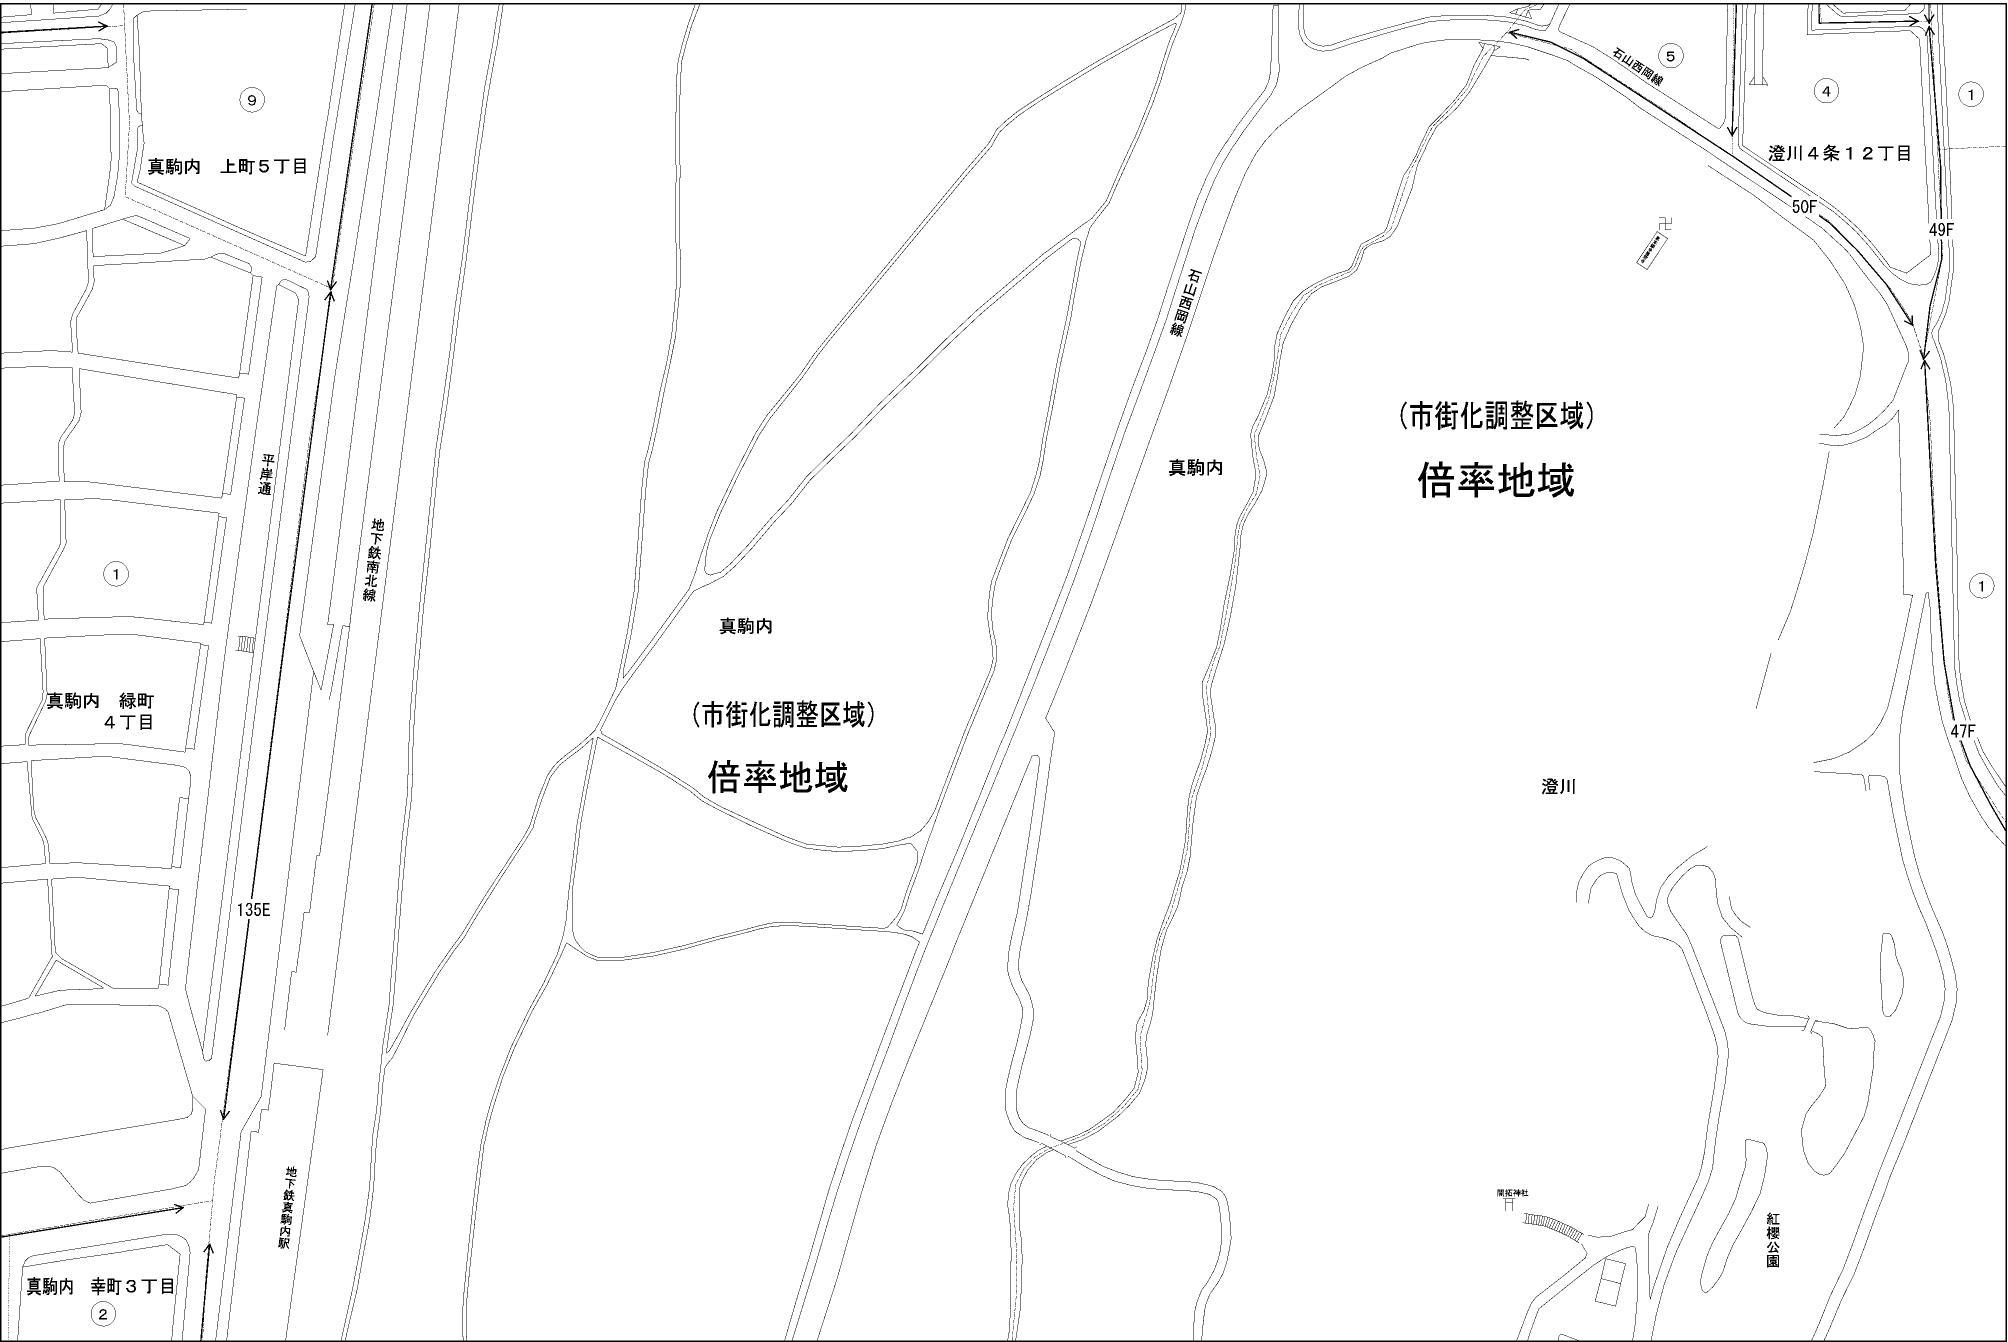 ⑨
真駒内 上町5丁目
石山西岡線
⑤
④
①
澄川4条12丁目
50F
49F
石山西岡線
(市街化調整区域)
倍率地域
真駒内
平岸通
地下鉄南北線
①
①
真駒内
真駒内 緑町
4丁目
(市街化調整区域)
倍率地域
47F
澄川
135E
地下鉄真駒内駅
開拓神社
紅櫻公園
真駒内 幸町3丁目
②